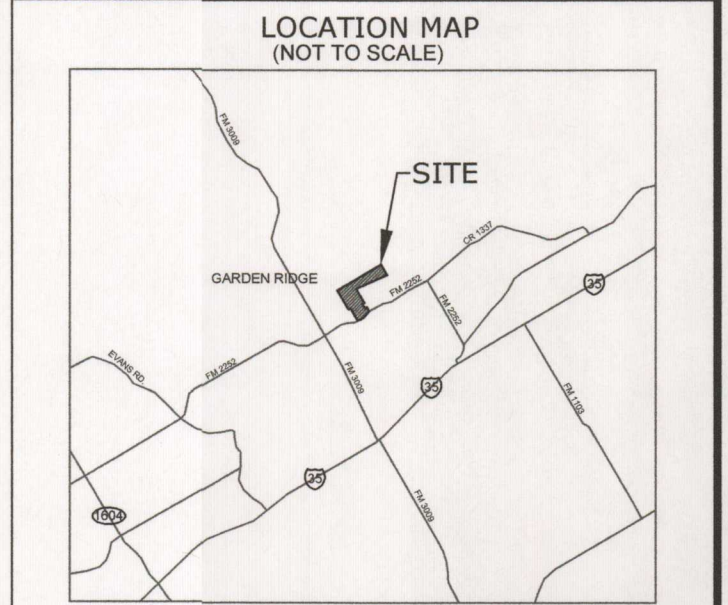 LOCATION MAP
(NOT TO SCALE)
FM 3009
SITE
CR 1337
GARDEN RIDGE
FM 2252
35
FM 2252
EVANS RD.
FM 2252
FM 3009
35
FM 1103
35
FM 3009
1604